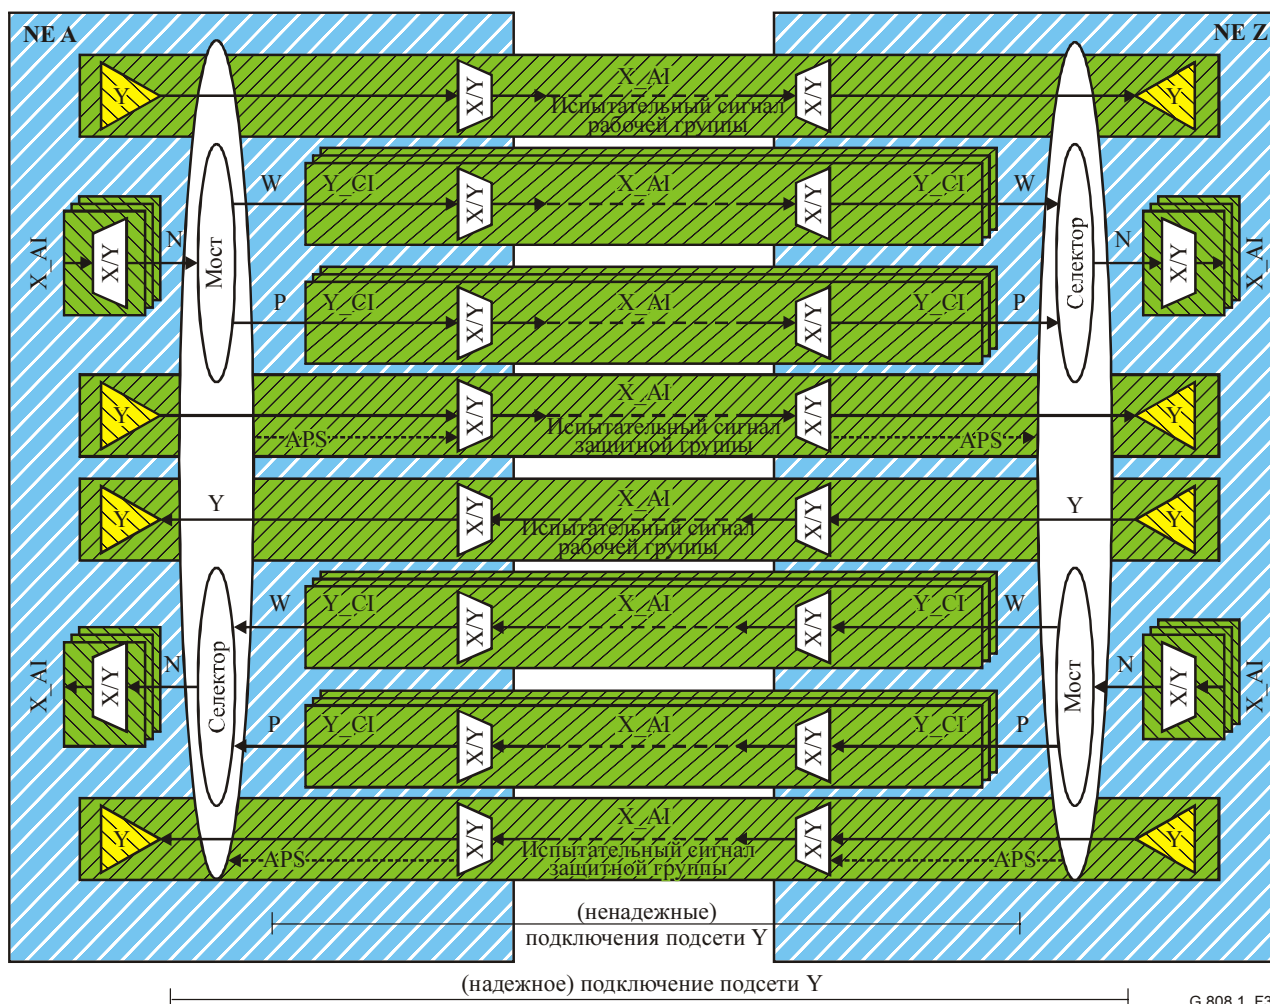 NE A
NE Z
Y
X/Y
X_AI
X/Y
Y
Испытательный сигнал
рабочей группы
W
Y_CI
X/Y
X_AI
X/Y
Y_CI
W
X_AI
X/Y
N
Мост
Селектор
N
X/Y
X_AI
P
Y_CI
X/Y
X_AI
X/Y
Y_CI
P
Y
X/Y
X_AI
X/Y
Y
APS
Испытательный сигнал
защитной группы
APS
Y
Y
X/Y
X_AI
X/Y
Y
Y
Испытательный сигнал
рабочей группы
W
Y_CI
X/Y
X_AI
X/Y
Y_CI
W
X_AI
X/Y
N
Селектор
Мост
N
X/Y
X_AI
P
Y_CI
X/Y
X_AI
X/Y
Y_CI
P
Y
X/Y
X_AI
X/Y
Y
APS
Испытательный сигнал
защитной группы
APS
(ненадежные)
подключения подсети Y
(надежное) подключение подсети Y